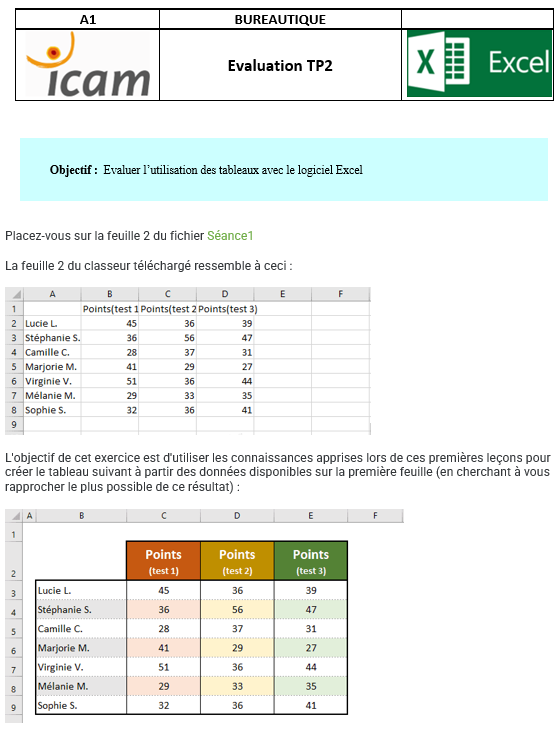 A1 BUREAUTIQUE
icam Evaluation TP2 X Excel
Objectif : Evaluer l'utilisation des tableaux avec le logiciel Excel
Placez-vous sur la feuille 2 du fichier Séance1
La feuille 2 du classeur téléchargé ressemble à ceci :
A B C D E F
1 Points(test 1 Points(test 2 Points(test 3)
2 Lucie L. 45 36 39
3 Stéphanie S. 36 56 47
4 Camille C. 28 37 31
5 Marjorie M. 41 29 27
6 Virginie V. 51 36 44
7 Mélanie M. 29 33 35
8 Sophie S. 32 36 41
9
L'objectif de cet exercice est d'utiliser les connaissances apprises lors de ces premières leçons pour
créer le tableau suivant à partir des données disponibles sur la première feuille (en cherchant à vous
rapprocher le plus possible de ce résultat) :
A B C D E F
1
2 Points Points Points
(test 1) (test 2) (test 3)
3 Lucie L. 45 36 39
4 Stéphanie S. 36 56 47
5 Camille C. 28 37 31
6 Marjorie M. 41 29 27
7 Virginie V. 51 36 44
8 Mélanie M. 29 33 35
9 Sophie S. 32 36 41